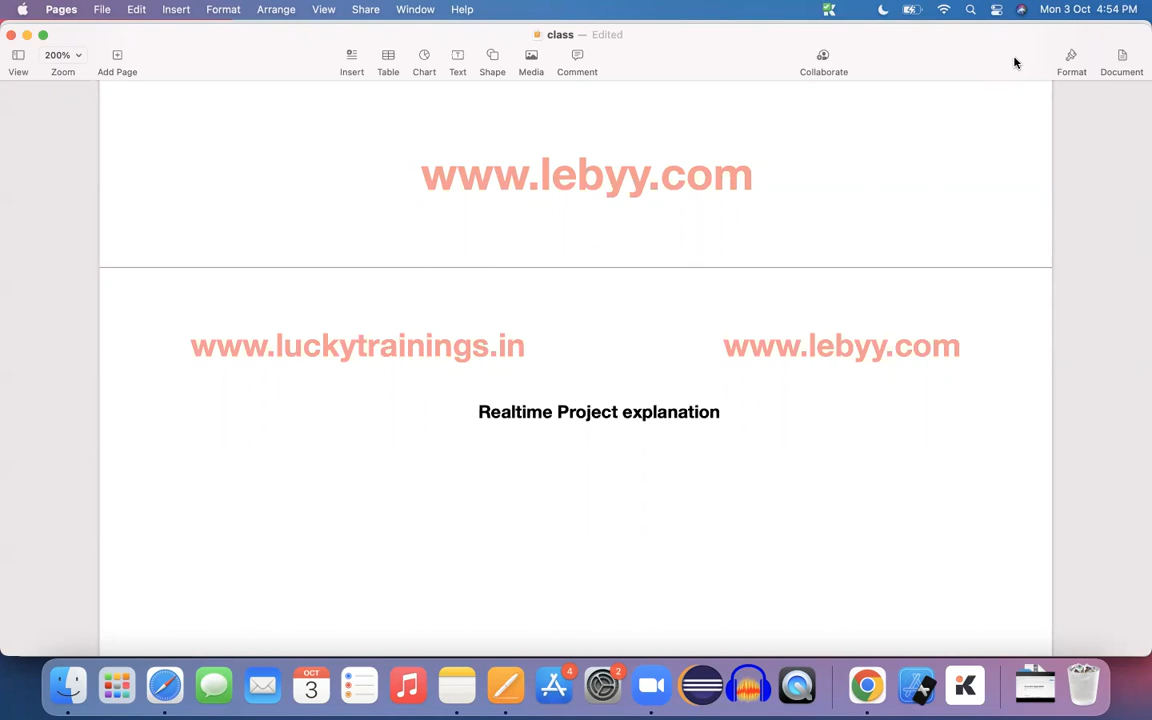 Pages File Edit Insert Format Arrange View Share Window Help Mon 3 Oct 4:54 PM
class — Edited
200%
View Zoom Add Page Insert Table Chart Text Shape Media Comment Collaborate Format Document
www.lebyy.com
www.luckytrainings.in www.lebyy.com
Realtime Project explanation
OCT
3
4
2